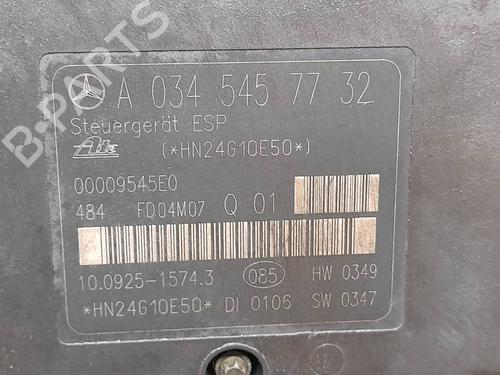 A 034 545 77 32
Steuergerät ESP
Ate (*HN24G10E50*)
00009545E0
484 FD04M07 Q 01
10.0925-1574.3 085 HW 0349
*HN24G10E50* DI 0106 SW 0347
B-PARTS